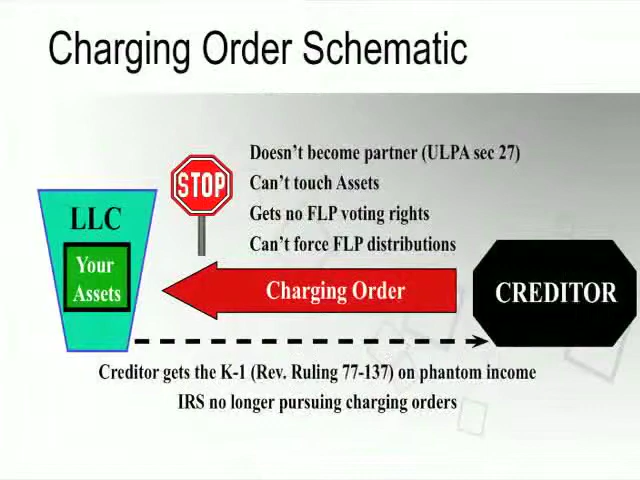 Charging Order Schematic
Doesn't become partner (ULPA sec 27)
STOP
Can't touch Assets
LLC
Gets no FLP voting rights
Can't force FLP distributions
Your
Assets
Charging Order
CREDITOR
Creditor gets the K-1 (Rev. Ruling 77-137) on phantom income
IRS no longer pursuing charging orders